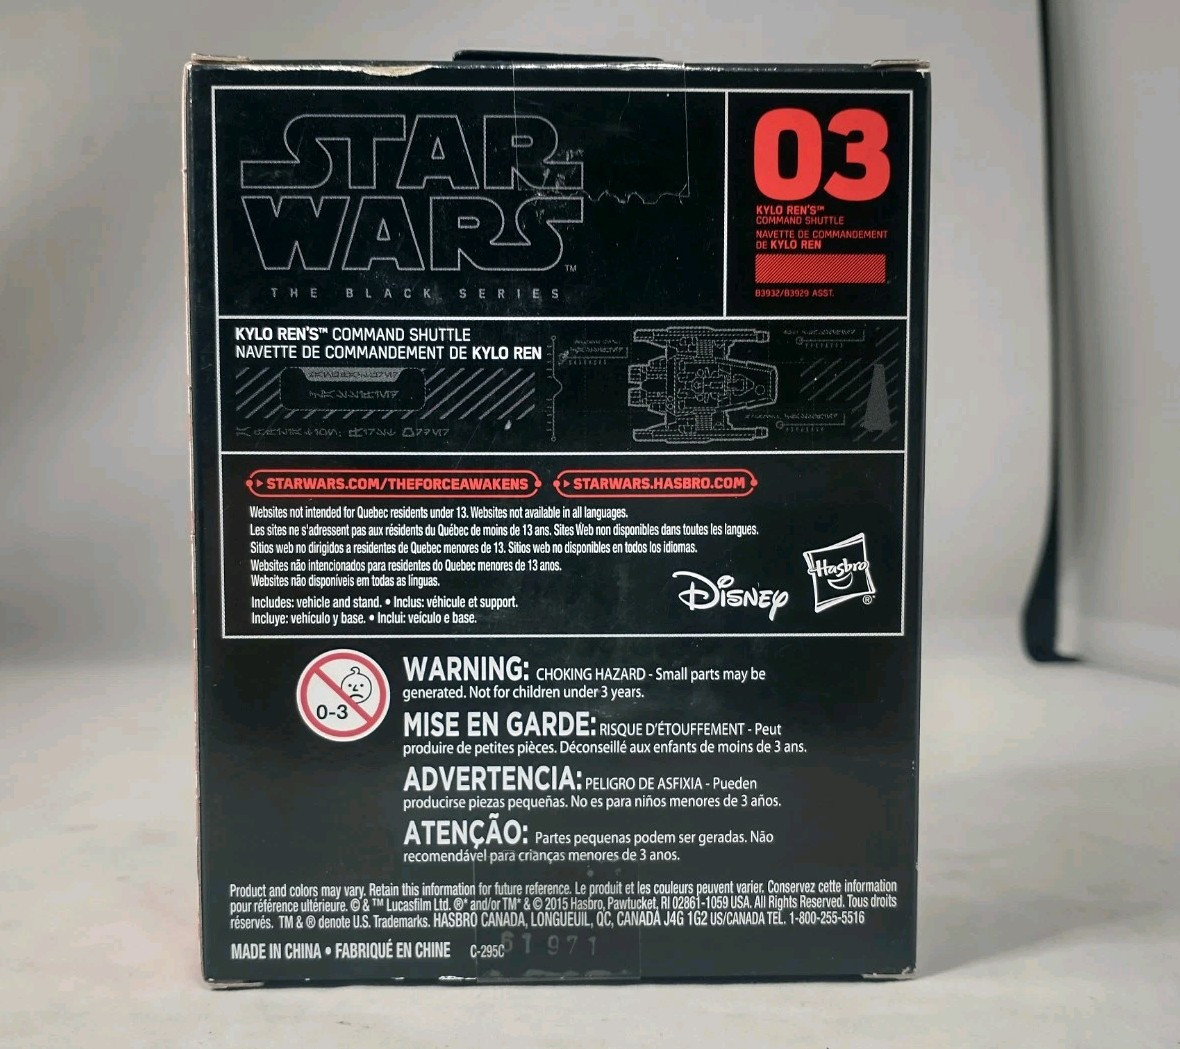 STAR
WARS
TM
THE BLACK SERIES
03
KYLO REN'S™
COMMAND SHUTTLE
NAVETTE DE COMMANDEMENT
DE KYLO REN
B3932/B3929 ASST.
KYLO REN'S™ COMMAND SHUTTLE
NAVETTE DE COMMANDEMENT DE KYLO REN
STARWARS.COM/THEFORCEAWAKENS
STARWARS.HASBRO.COM
Websites not intended for Quebec residents under 13. Websites not available in all languages.
Les sites ne s'adressent pas aux résidents du Québec de moins de 13 ans. Sites Web non disponibles dans toutes les langues.
Sitios web no dirigidos a residentes de Quebec menores de 13. Sitios web no disponibles en todos los idiomas.
Websites não intencionados para residentes do Quebec menores de 13 anos.
Websites não disponíveis em todas as línguas.
Includes: vehicle and stand. • Inclus: véhicule et support.
Incluye: vehículo y base. • Inclui: veículo e base.
Disney
Hasbro
®
0-3
WARNING: CHOKING HAZARD - Small parts may be
generated. Not for children under 3 years.
MISE EN GARDE: RISQUE D'ÉTOUFFEMENT - Peut
produire de petites pièces. Déconseillé aux enfants de moins de 3 ans.
ADVERTENCIA: PELIGRO DE ASFIXIA - Pueden
producirse piezas pequeñas. No es para niños menores de 3 años.
ATENÇÃO: Partes pequenas podem ser geradas. Não
recomendável para crianças menores de 3 anos.
Product and colors may vary. Retain this information for future reference. Le produit et les couleurs peuvent varier. Conservez cette information
pour référence ultérieure. © & ™ Lucasfilm Ltd. ®* and/or TM* & © 2015 Hasbro, Pawtucket, RI 02861-1059 USA. All Rights Reserved. Tous droits
réservés. TM & ® denote U.S. Trademarks. HASBRO CANADA, LONGUEUIL, QC, CANADA J4G 1G2 US/CANADA TEL. 1-800-255-5516
MADE IN CHINA • FABRIQUÉ EN CHINE C-295C
61971